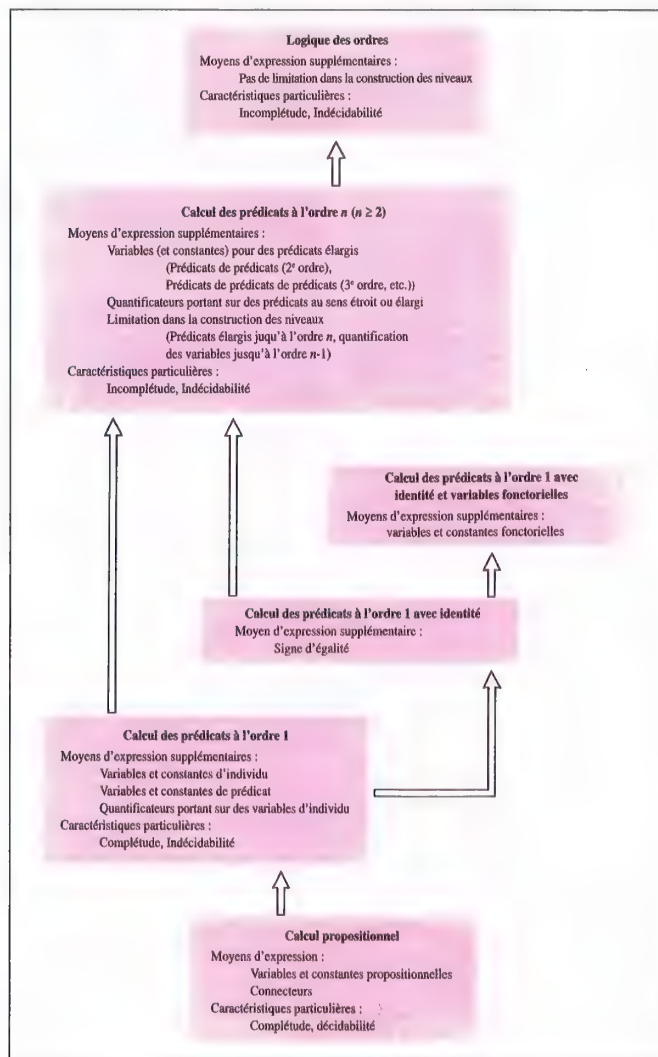 Logique des ordres
Moyens d'expression supplémentaires :
Pas de limitation dans la construction des niveaux
Caractéristiques particulières :
Incomplétude, Indécidabilité
Calcul des prédicats à l'ordre n (n ≥ 2)
Moyens d'expression supplémentaires :
Variables (et constantes) pour des prédicats élargis
(Prédicats de prédicats (2e ordre),
Prédicats de prédicats de prédicats (3e ordre, etc.))
Quantificateurs portant sur des prédicats au sens étroit ou élargi
Limitation dans la construction des niveaux
(Prédicats élargis juqu'à l'ordre n, quantification
des variables jusqu'à l'ordre n-1)
Caractéristiques particulières :
Incomplétude, Indécidabilité
Calcul des prédicats à l'ordre 1 avec
identité et variables fonctorielles
Moyens d'expression supplémentaires :
variables et constantes fonctorielles
Calcul des prédicats à l'ordre 1 avec identité
Moyen d'expression supplémentaire :
Signe d'égalité
Calcul des prédicats à l'ordre 1
Moyens d'expression supplémentaires :
Variables et constantes d'individu
Variables et constantes de prédicat
Quantificateurs portant sur des variables d'individu
Caractéristiques particulières :
Complétude, Indécidabilité
Calcul propositionnel
Moyens d'expression :
Variables et constantes propositionnelles
Connecteurs
Caractéristiques particulières :
Complétude, décidabilité